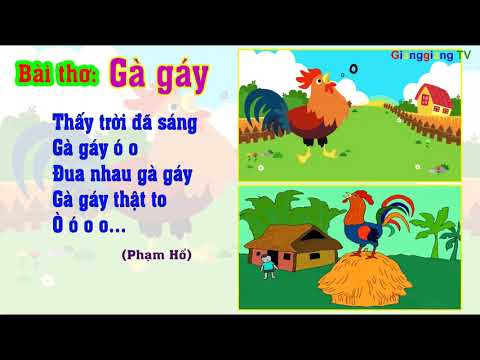 Gianggiang TV
Bài thơ: Gà gáy
o
Thấy trời đã sáng
Gà gáy ó o
Đua nhau gà gáy
Gà gáy thật to
Ò ó o o...
(Phạm Hổ)